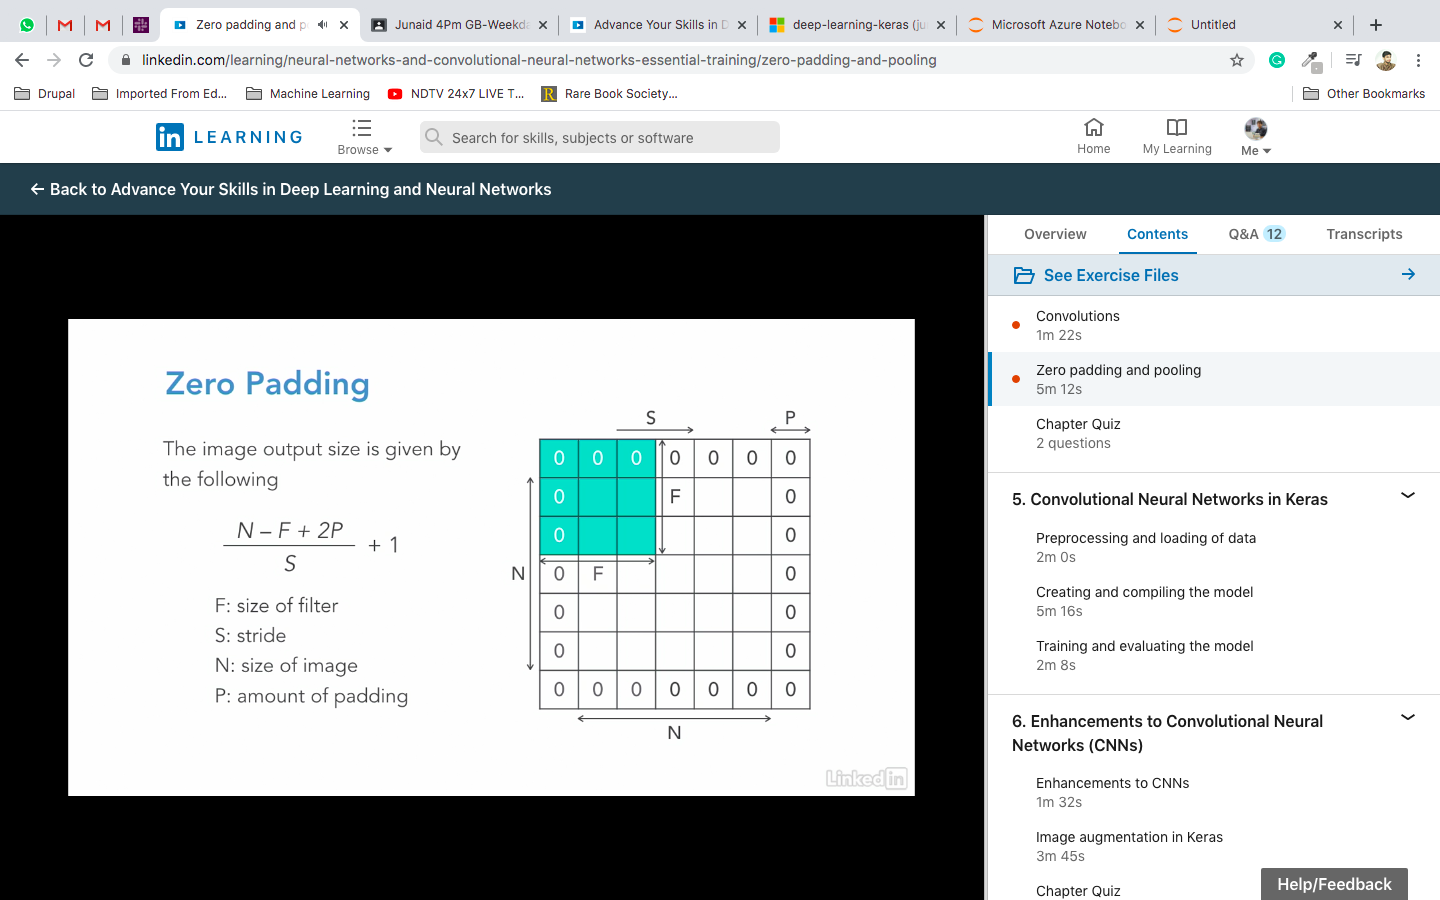 Zero padding and p
Junaid 4Pm GB-Weekda
Advance Your Skills in D
deep-learning-keras (ju
Microsoft Azure Notebo
Untitled
linkedin.com/learning/neural-networks-and-convolutional-neural-networks-essential-training/zero-padding-and-pooling
Drupal
Imported From Ed...
Machine Learning
NDTV 24x7 LIVE T...
Rare Book Society...
Other Bookmarks
in LEARNING
Browse
Search for skills, subjects or software
Home
My Learning
Me
← Back to Advance Your Skills in Deep Learning and Neural Networks
Zero Padding
The image output size is given by
the following
N – F + 2P
S
+ 1
F: size of filter
S: stride
N: size of image
P: amount of padding
S
P
0 0 0 0 0 0 0
0 F 0
0 0
N 0 F 0
0 0
0 0
0 0 0 0 0 0 0
N
Linked in
Overview
Contents
Q&A 12
Transcripts
See Exercise Files
Convolutions
1m 22s
Zero padding and pooling
5m 12s
Chapter Quiz
2 questions
5. Convolutional Neural Networks in Keras
Preprocessing and loading of data
2m 0s
Creating and compiling the model
5m 16s
Training and evaluating the model
2m 8s
6. Enhancements to Convolutional Neural
Networks (CNNs)
Enhancements to CNNs
1m 32s
Image augmentation in Keras
3m 45s
Chapter Quiz
Help/Feedback